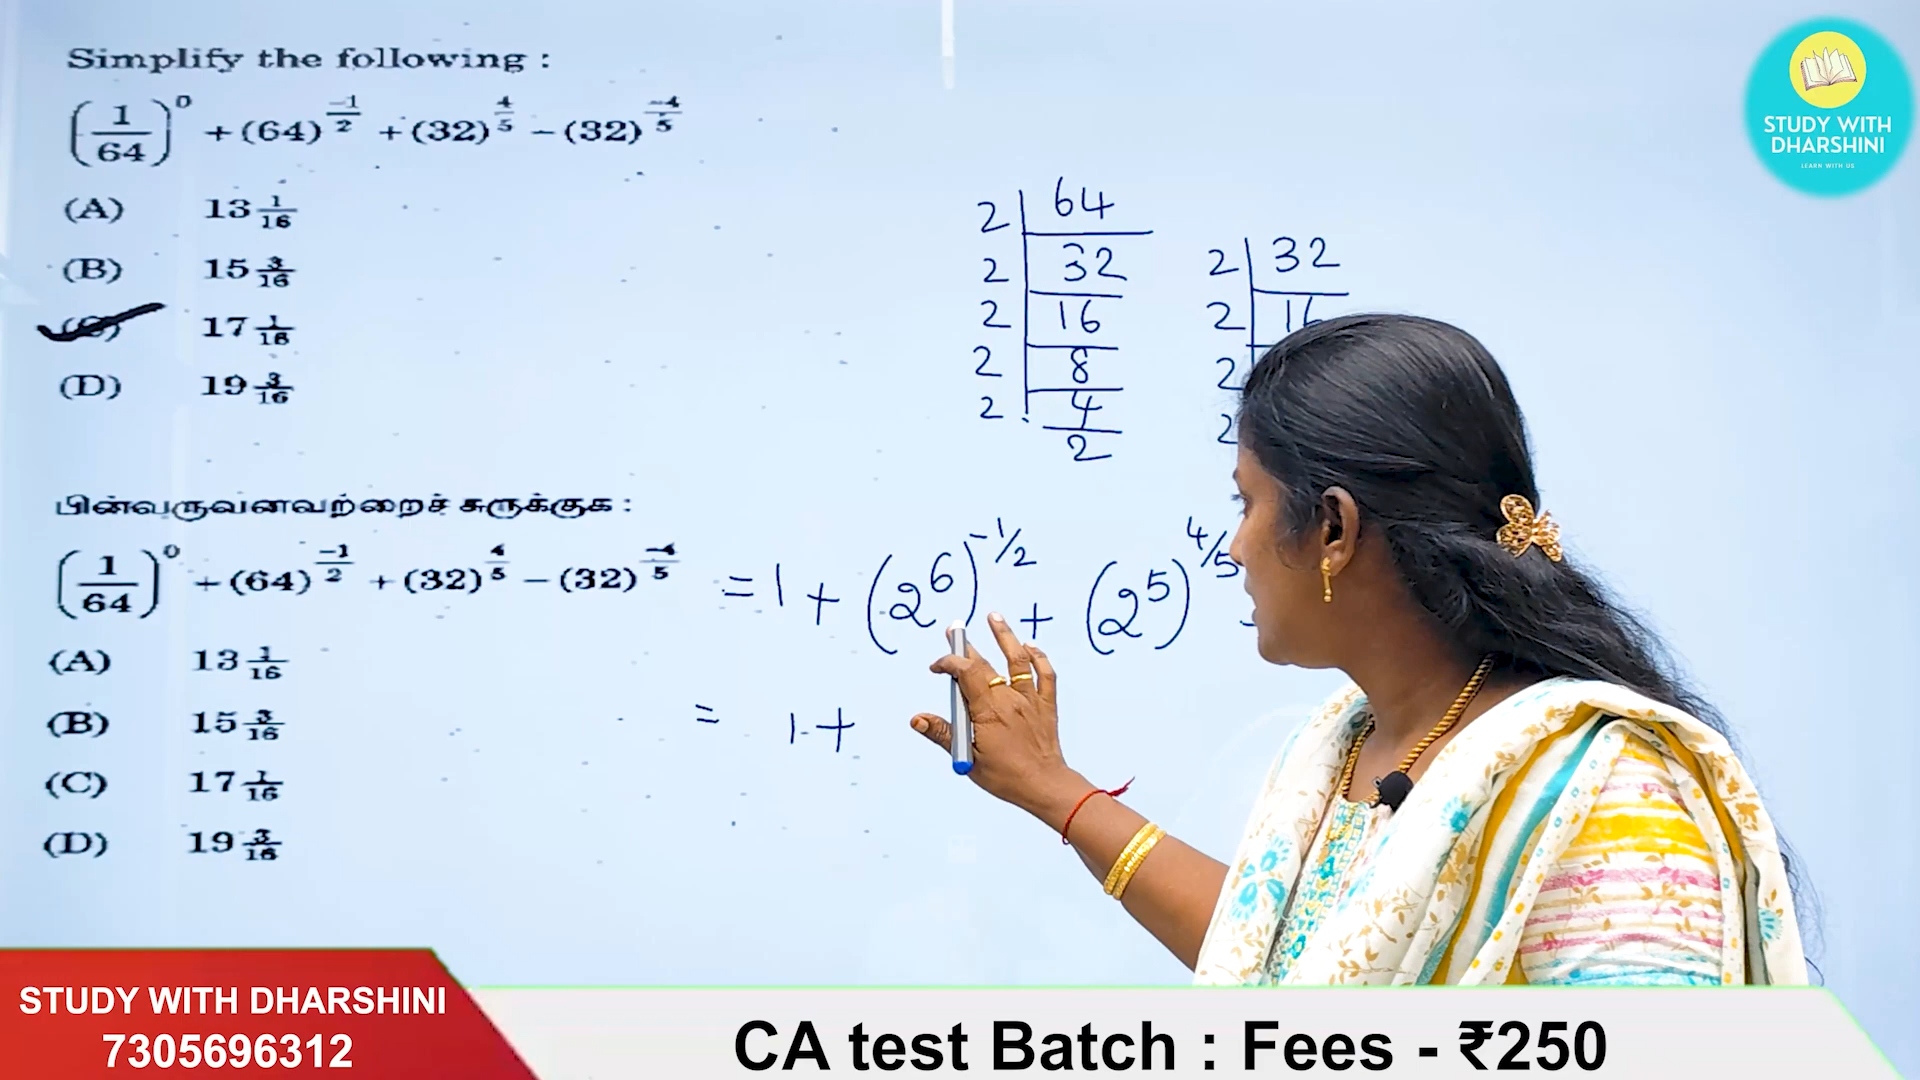 Simplify the following :
(1/64)^0 + (64)^(-1/2) + (32)^(4/5) - (32)^(-4/5)
(A) 13 1/16
(B) 15 3/16
(C) 17 1/16
(D) 19 3/16
பின்வருவனவற்றைச் சுருக்குக :
(1/64)^0 + (64)^(-1/2) + (32)^(4/5) - (32)^(-4/5)
(A) 13 1/16
(B) 15 3/16
(C) 17 1/16
(D) 19 3/16
2 | 64
2 | 32
2 | 16
2 | 8
2 | 4
2
2 | 32
2 | 16
2
2
= 1 + (2^6)^(-1/2) + (2^5)^(4/5)
= 1 +
STUDY WITH
DHARSHINI
LEARN WITH US
STUDY WITH DHARSHINI
7305696312
CA test Batch : Fees - ₹250